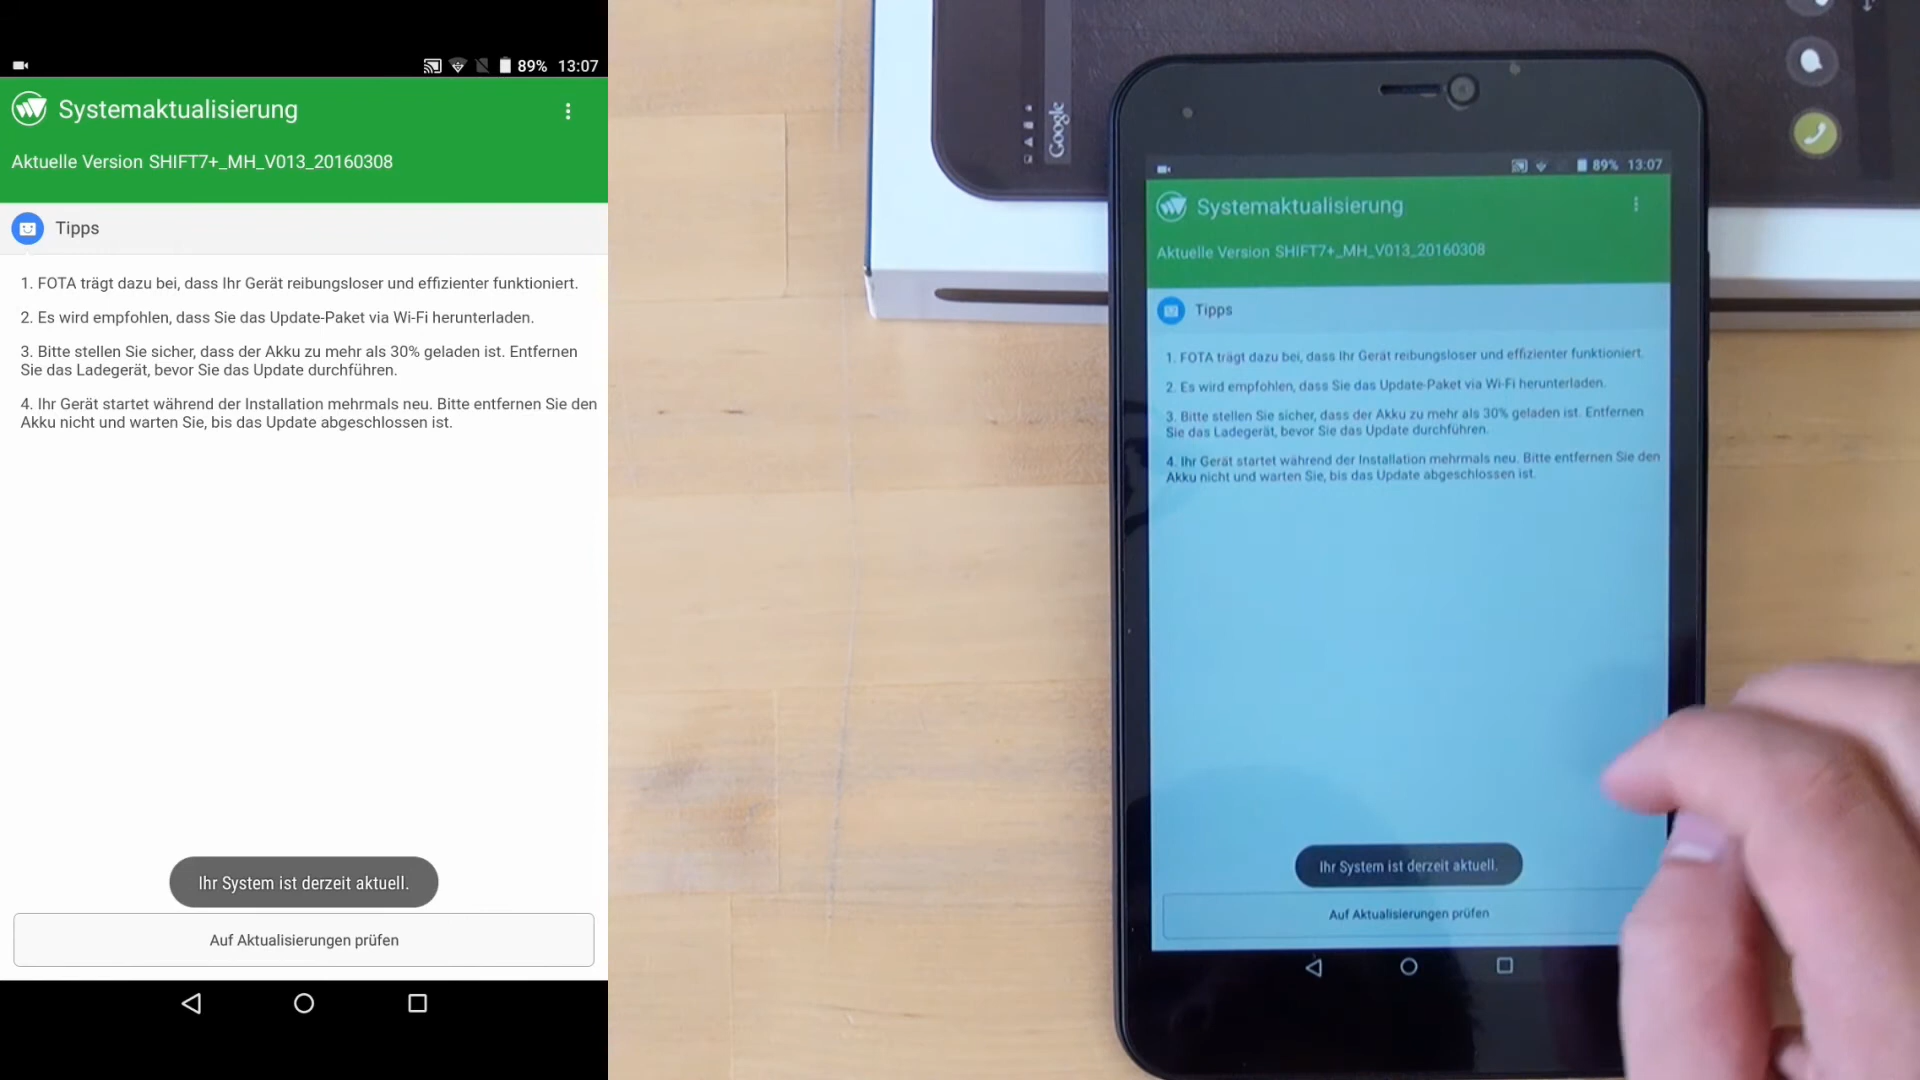 89% 13:07
Systemaktualisierung
Aktuelle Version SHIFT7+_MH_V013_20160308
Tipps
1. FOTA trägt dazu bei, dass Ihr Gerät reibungsloser und effizienter funktioniert.
2. Es wird empfohlen, dass Sie das Update-Paket via Wi-Fi herunterladen.
3. Bitte stellen Sie sicher, dass der Akku zu mehr als 30% geladen ist. Entfernen
Sie das Ladegerät, bevor Sie das Update durchführen.
4. Ihr Gerät startet während der Installation mehrmals neu. Bitte entfernen Sie den
Akku nicht und warten Sie, bis das Update abgeschlossen ist.
Ihr System ist derzeit aktuell.
Auf Aktualisierungen prüfen
Google
89% 13:07
Systemaktualisierung
Aktuelle Version SHIFT7+_MH_V013_20160308
Tipps
1. FOTA trägt dazu bei, dass Ihr Gerät reibungsloser und effizienter funktioniert.
2. Es wird empfohlen, dass Sie das Update-Paket via Wi-Fi herunterladen.
3. Bitte stellen Sie sicher, dass der Akku zu mehr als 30% geladen ist. Entfernen
Sie das Ladegerät, bevor Sie das Update durchführen.
4. Ihr Gerät startet während der Installation mehrmals neu. Bitte entfernen Sie den
Akku nicht und warten Sie, bis das Update abgeschlossen ist.
Ihr System ist derzeit aktuell.
Auf Aktualisierungen prüfen